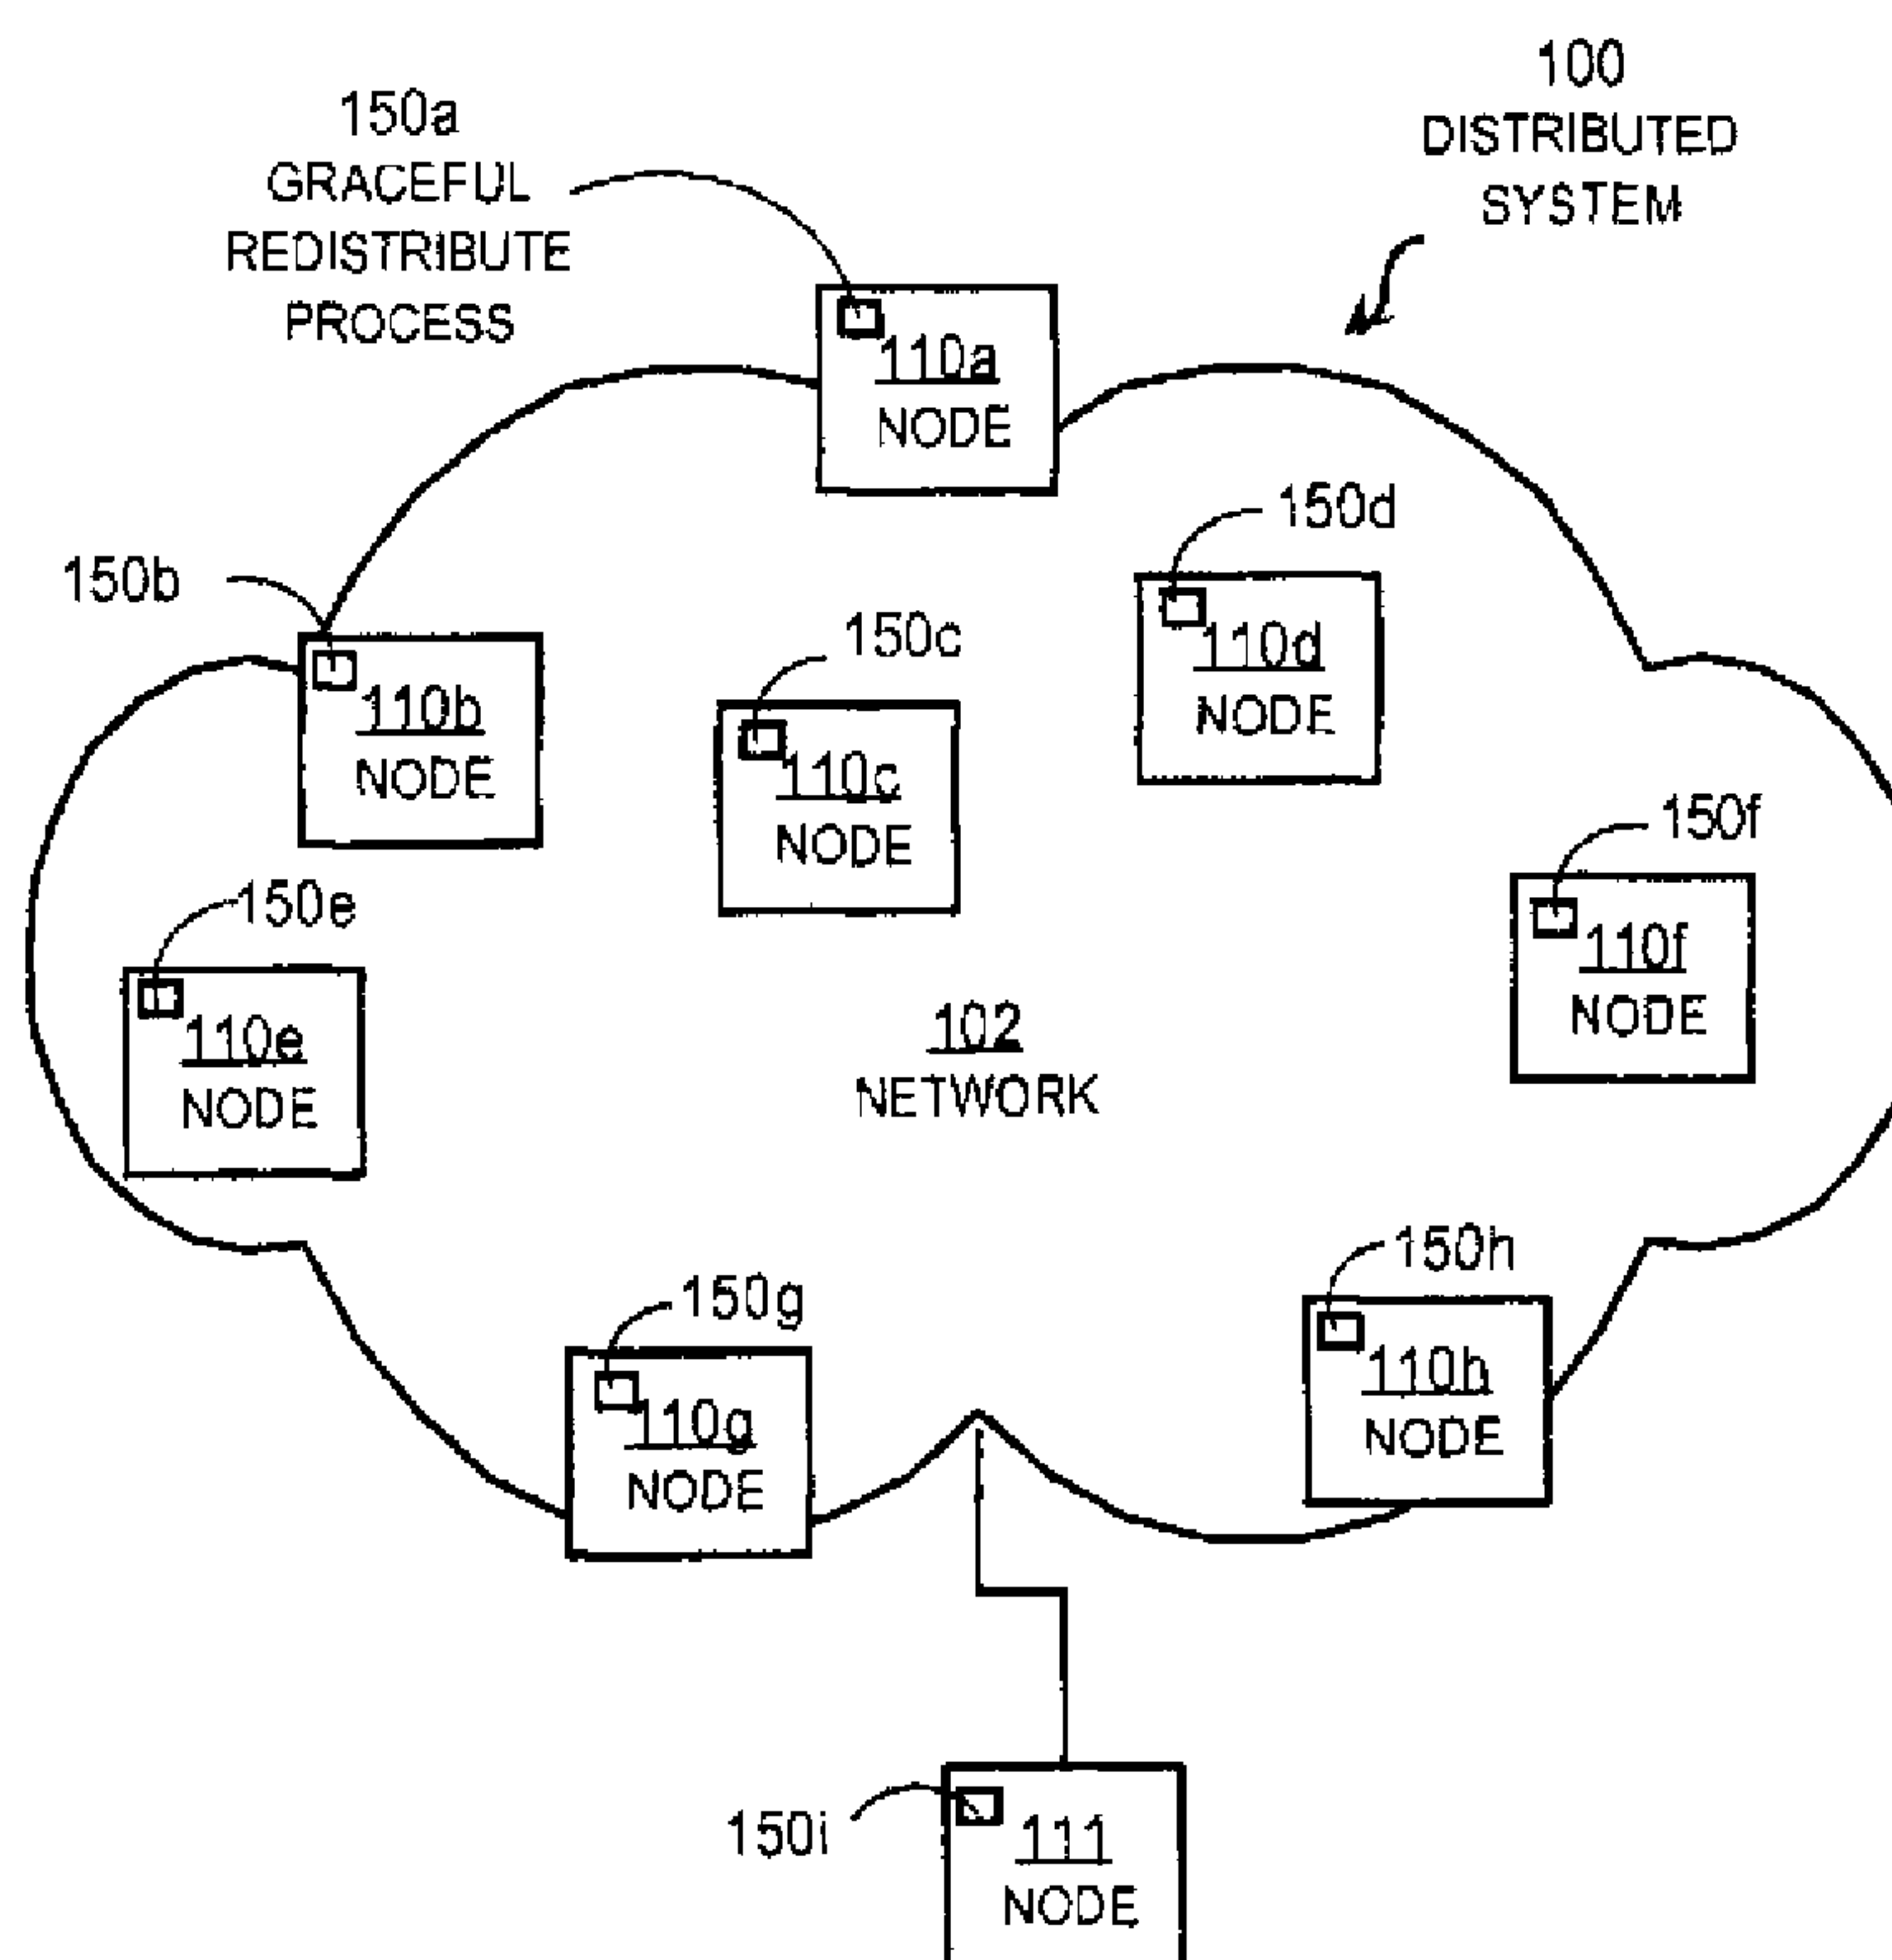 100
DISTRIBUTED
SYSTEM
150a
GRACEFUL
REDISTRIBUTE
PROCESS
110a
NODE
150d
150b
110d
NODE
150c
110b
NODE
110c
NODE
150f
150e
110f
NODE
110e
NODE
102
NETWORK
150h
150g
110h
NODE
110g
NODE
150i
111
NODE